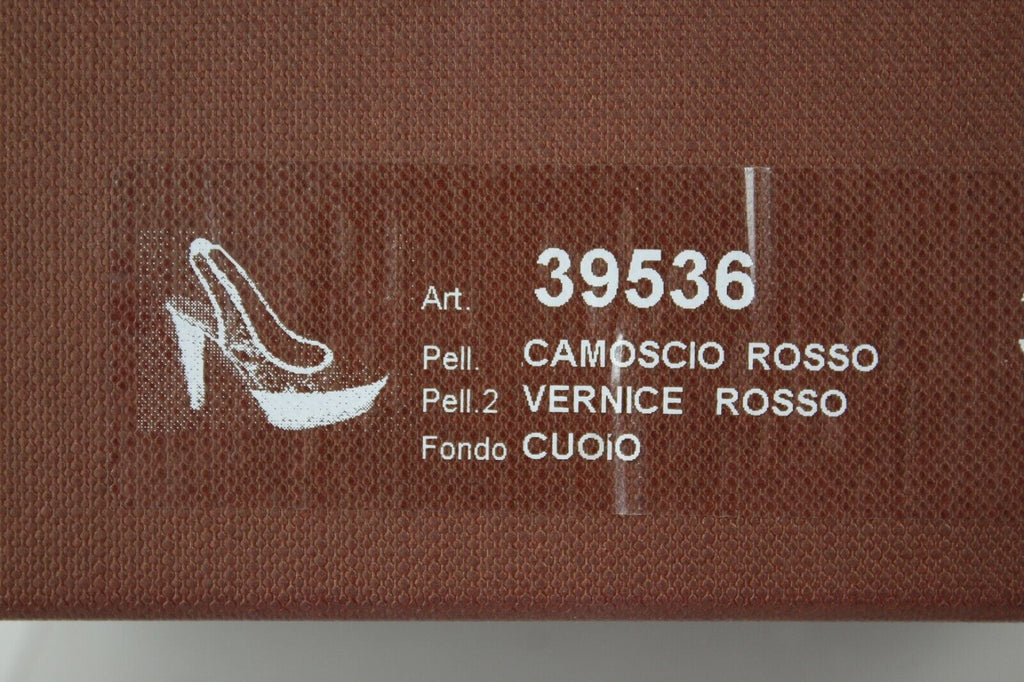 Art. 39536
Pell. CAMOSCIO ROSSO
Pell.2 VERNICE ROSSO
Fondo CUOiO